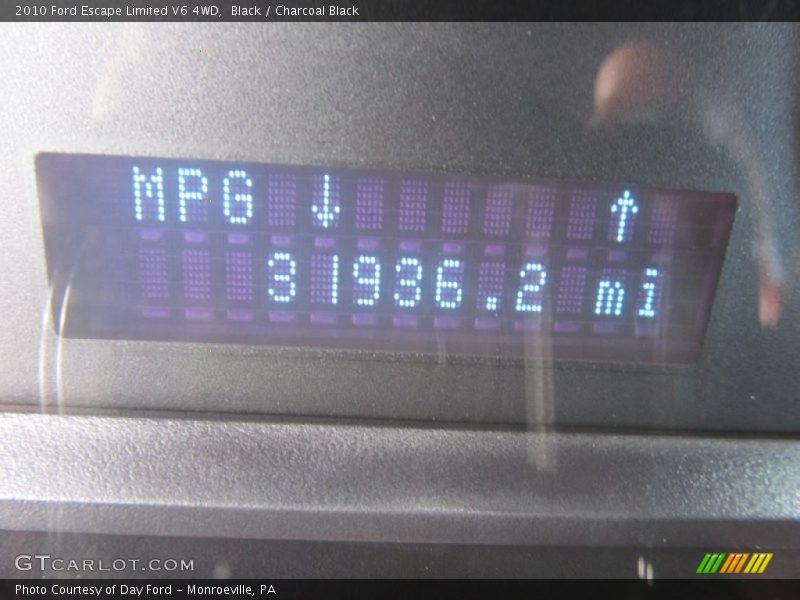 2010 Ford Escape Limited V6 4WD, Black / Charcoal Black
MPG ↓ ↑
31936.2 mi
GTCARLOT.COM
Photo Courtesy of Day Ford - Monroeville, PA